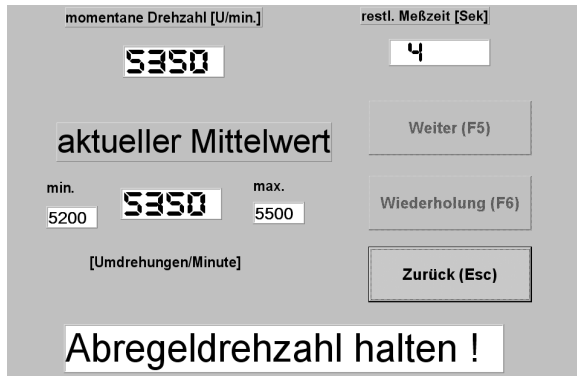 momentane Drehzahl [U/min.]
restl. Meßzeit [Sek]
5350
4
aktueller Mittelwert
Weiter (F5)
min.
5350
max.
5200
5500
Wiederholung (F6)
[Umdrehungen/Minute]
Zurück (Esc)
Abregeldrehzahl halten !